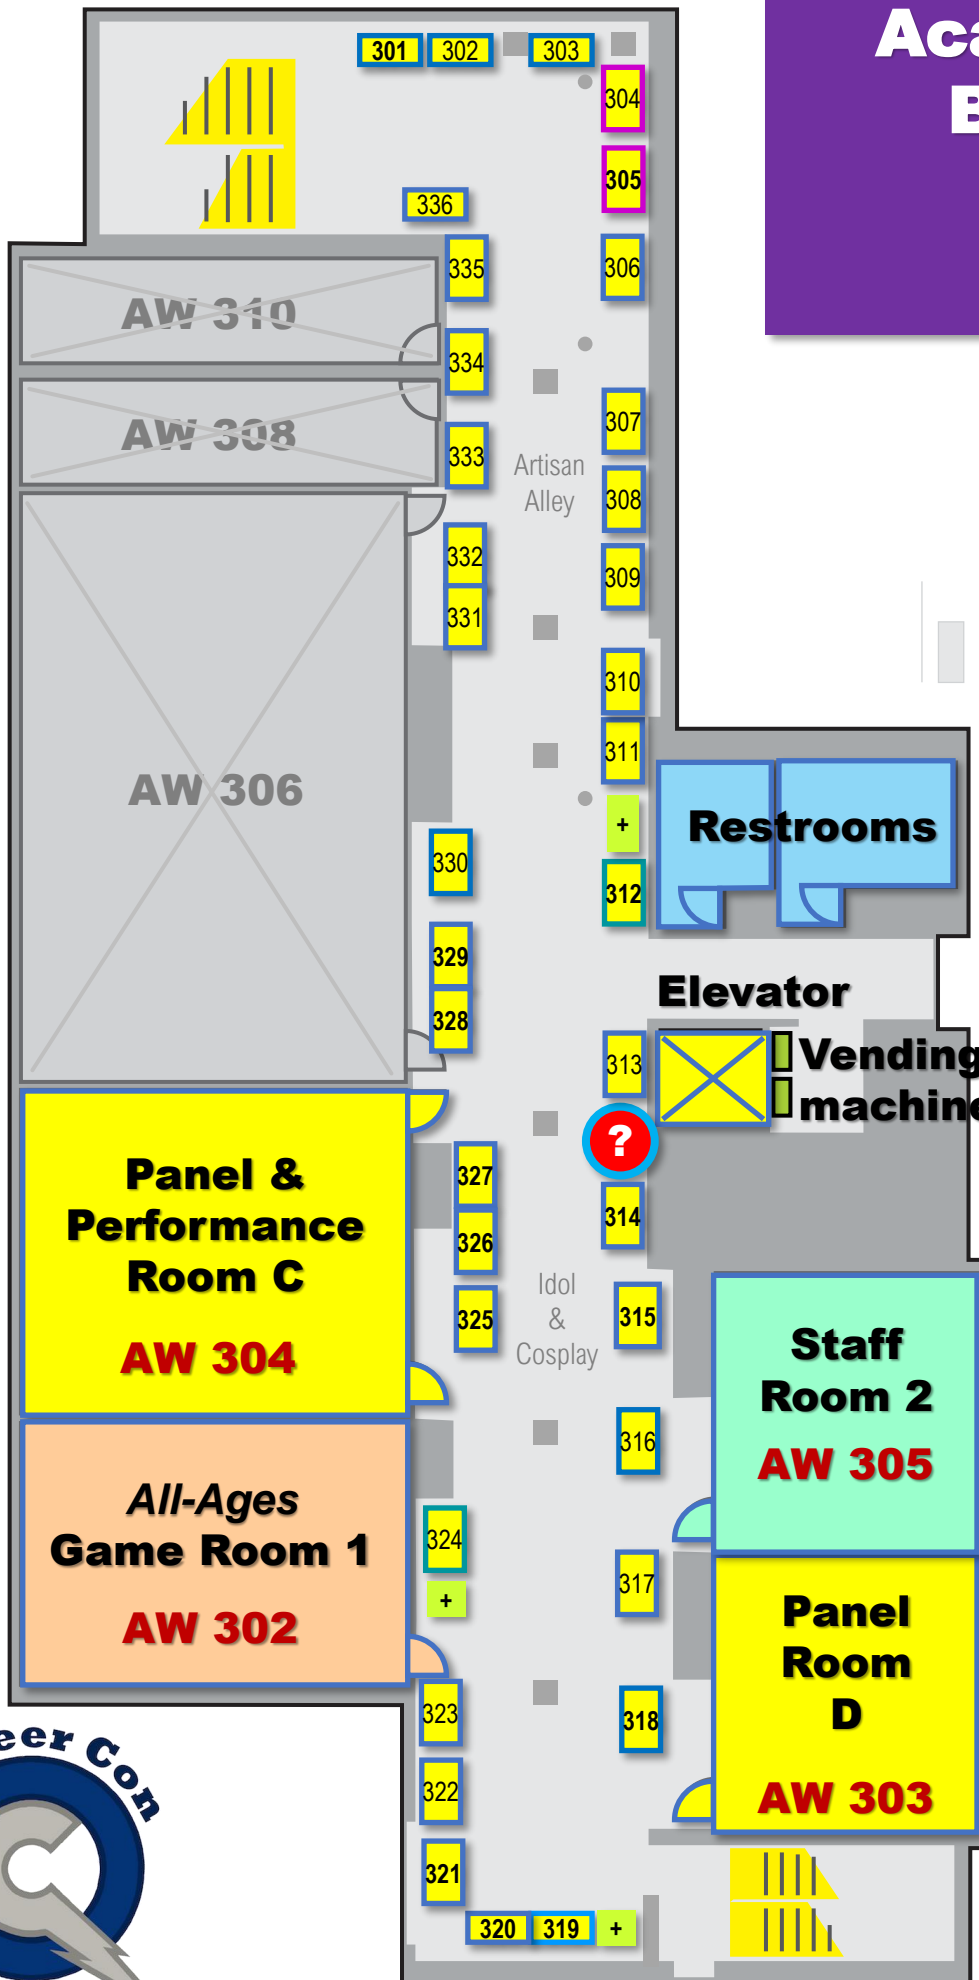 Aca
B
301
302
303
304
305
336
335
306
AW 310
334
307
AW 308
333
Artisan
Alley
308
332
309
331
310
311
AW 306
+
Restrooms
330
312
329
Elevator
328
313
Vending
machine
?
Panel &
Performance
Room C
AW 304
327
314
326
Idol
&
Cosplay
325
315
Staff
Room 2
AW 305
316
All-Ages
Game Room 1
AW 302
324
+
317
Panel
Room
D
AW 303
323
318
322
321
320
319
+
eer Con